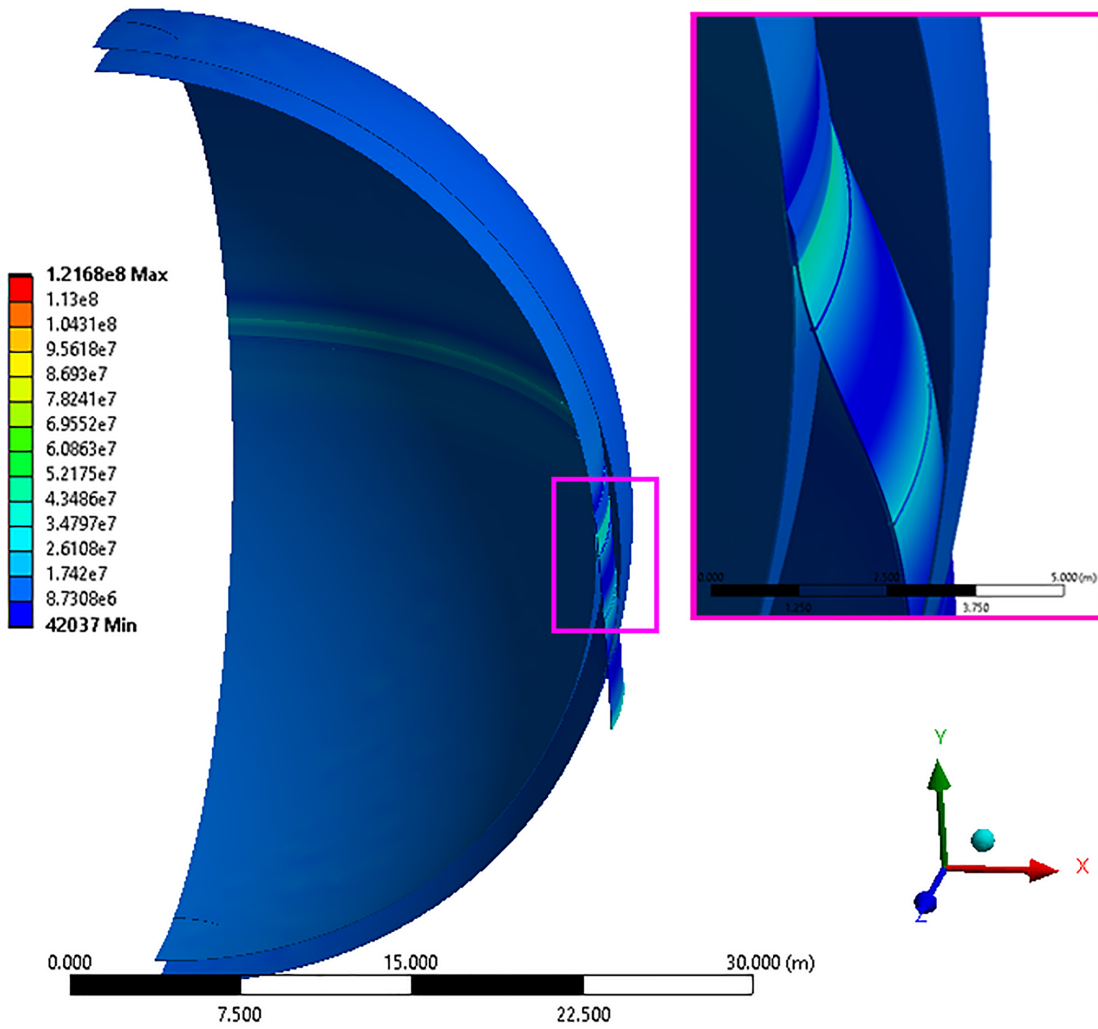 1.2168e8 Max
1.13e8
1.0431e8
9.5618e7
8.693e7
7.8241e7
6.9552e7
6.0863e7
5.2175e7
4.3486e7
3.4797e7
2.6108e7
1.742e7
8.7308e6
42037 Min
0.000 2.500 5.000 (m)
1.250 3.750
Y
X
Z
0.000 15.000 30.000 (m)
7.500 22.500